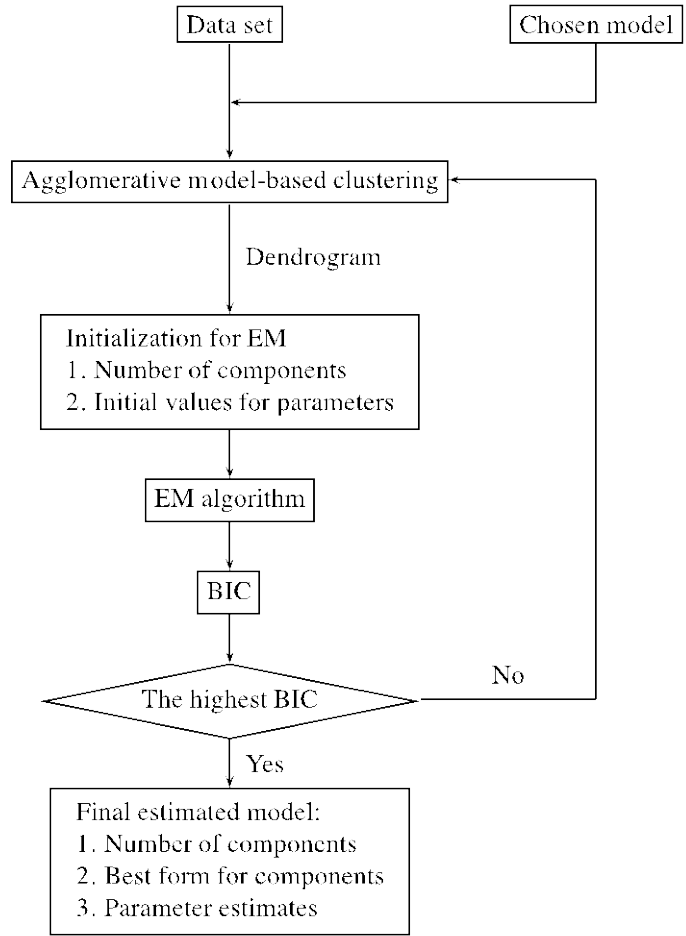 Data set
Chosen model
Agglomerative model-based clustering
Dendrogram
Initialization for EM
1. Number of components
2. Initial values for parameters
EM algorithm
BIC
The highest BIC
No
Yes
Final estimated model:
1. Number of components
2. Best form for components
3. Parameter estimates